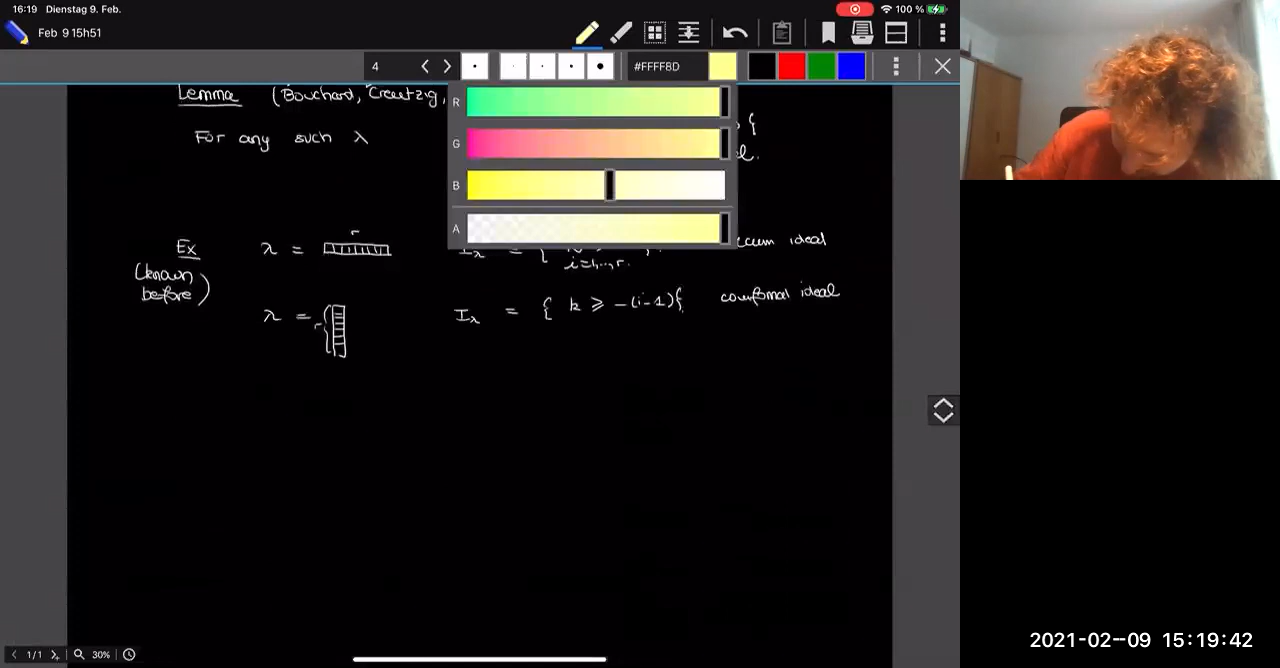 16:19 Dienstag 9. Feb.
100 %
Feb 9 15h51
4
#FFFF8D
Lemma (Bouchard, Creutzig,
R
For any such λ
G
B
A
r
Ex λ =
I_λ = {
i=1,...,r.
ideal
(known before)
λ = r {
I_λ = { k ≥ -(i-1) } conformal ideal
1/1
30%
2021-02-09 15:19:42